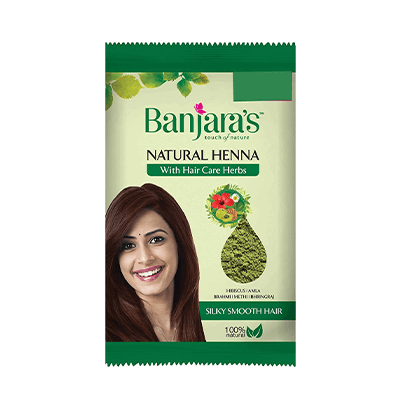 Banjara's™
touch of nature
NATURAL HENNA
With Hair Care Herbs
HIBISCUS | AMLA
BRAHMI | METHI | BHRINGRAJ
SILKY SMOOTH HAIR
100%
natural